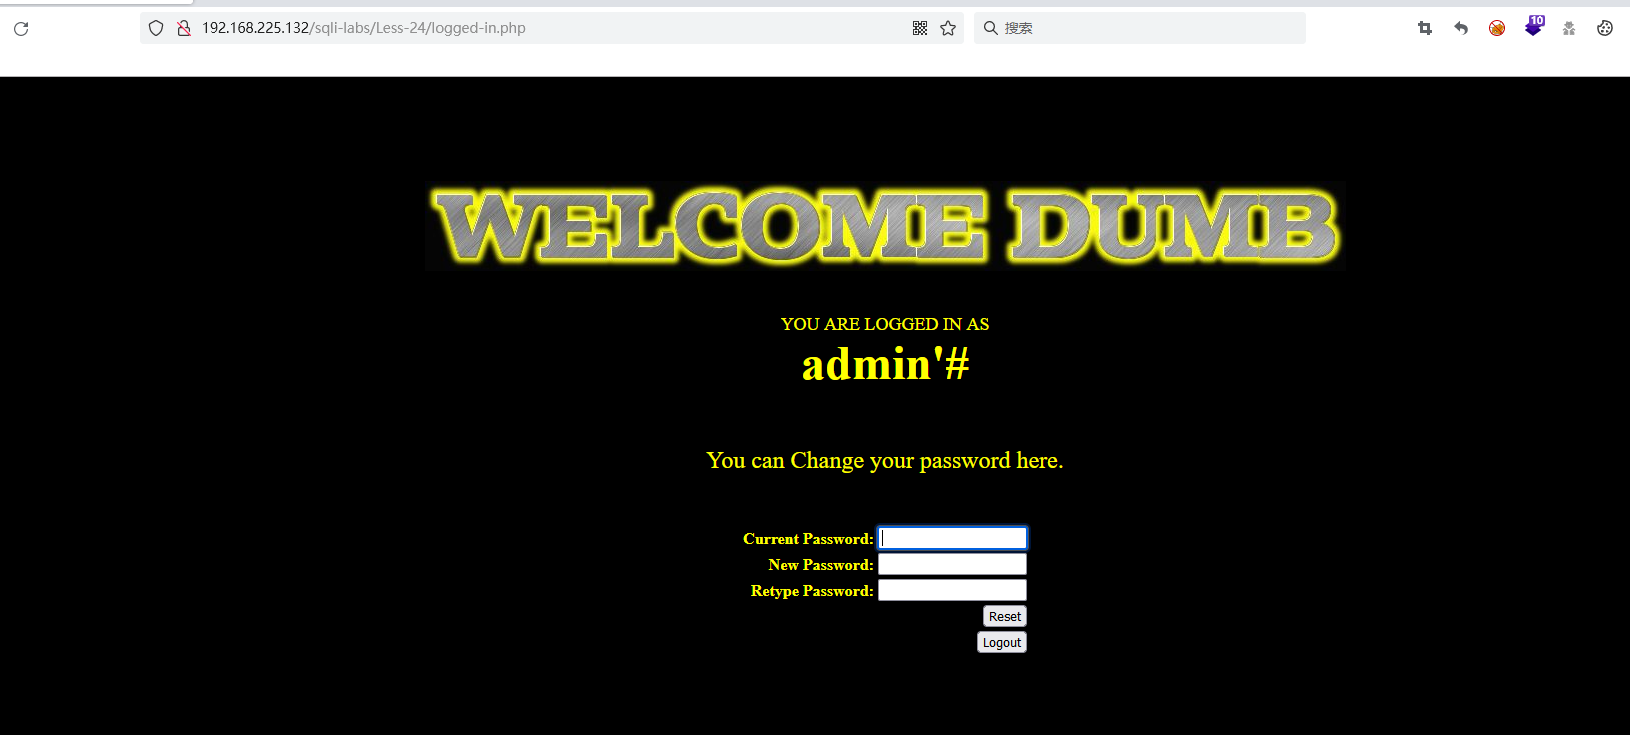 192.168.225.132/sqli-labs/Less-24/logged-in.php
搜索
10
WELCOME DUMB
YOU ARE LOGGED IN AS
admin'#
You can Change your password here.
Current Password:
New Password:
Retype Password:
Reset
Logout